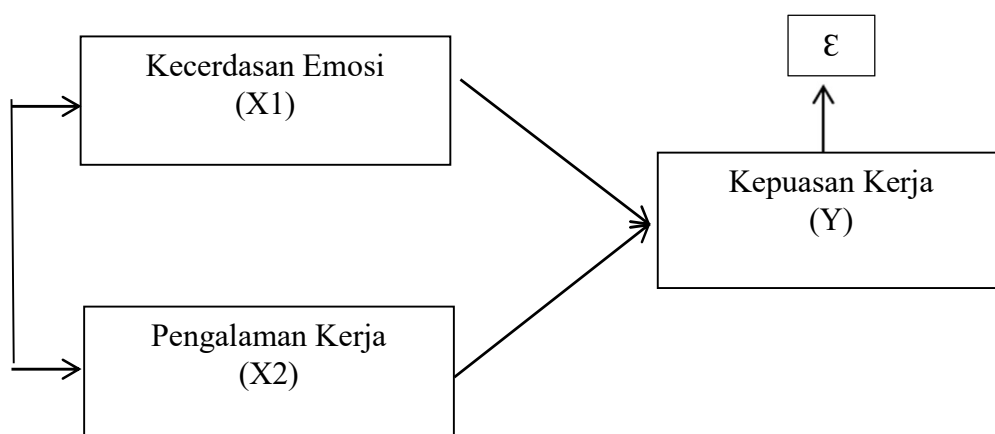 Kecerdasan Emosi
(X1)
Pengalaman Kerja
(X2)
ε
Kepuasan Kerja
(Y)